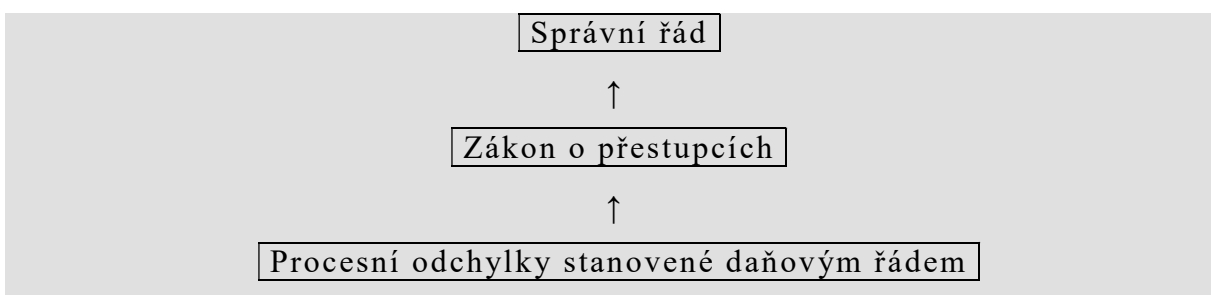 Správní řád
↑
Zákon o přestupcích
↑
Procesní odchylky stanovené daňovým řádem